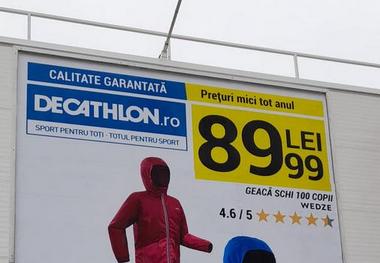 CALITATE GARANTATĂ
DECATHLON.ro
SPORT PENTRU TOȚI - TOTUL PENTRU SPORT
Prețuri mici tot anul
89 LEI
99
GEACĂ SCHI 100 COPII
WEDZE
4.6 / 5